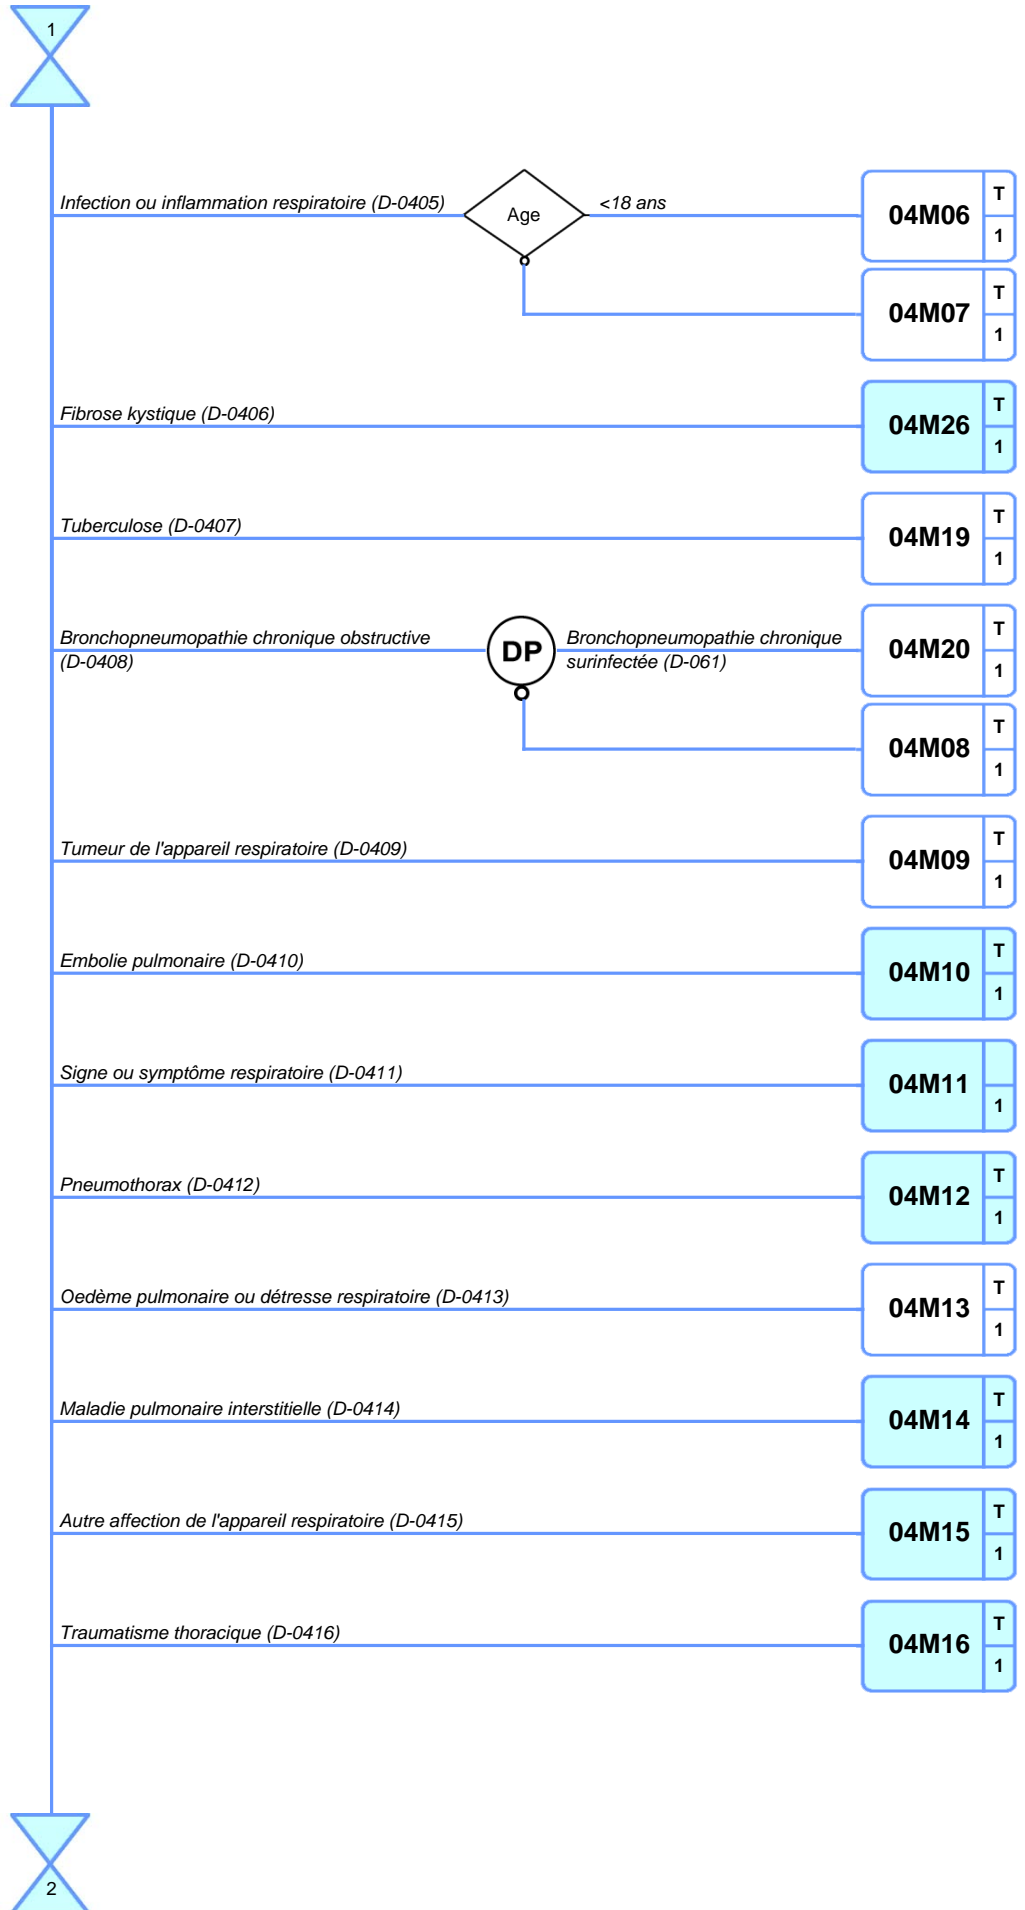 1
Infection ou inflammation respiratoire (D-0405)
Age
<18 ans
04M06
T
1
04M07
T
1
Fibrose kystique (D-0406)
04M26
T
1
Tuberculose (D-0407)
04M19
T
1
Bronchopneumopathie chronique obstructive
(D-0408)
DP
Bronchopneumopathie chronique
surinfectée (D-061)
04M20
T
1
04M08
T
1
Tumeur de l'appareil respiratoire (D-0409)
04M09
T
1
Embolie pulmonaire (D-0410)
04M10
T
1
Signe ou symptôme respiratoire (D-0411)
04M11
1
Pneumothorax (D-0412)
04M12
T
1
Oedème pulmonaire ou détresse respiratoire (D-0413)
04M13
T
1
Maladie pulmonaire interstitielle (D-0414)
04M14
T
1
Autre affection de l'appareil respiratoire (D-0415)
04M15
T
1
Traumatisme thoracique (D-0416)
04M16
T
1
2